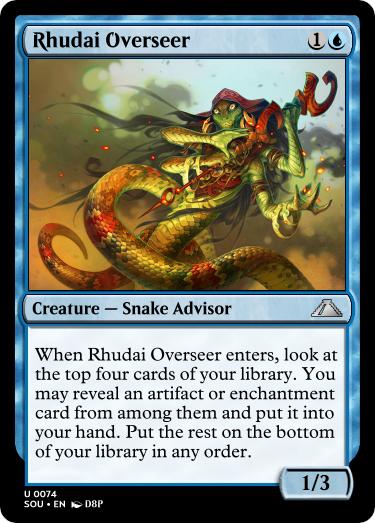 Rhudai Overseer 1
Creature — Snake Advisor
When Rhudai Overseer enters, look at
the top four cards of your library. You
may reveal an artifact or enchantment
card from among them and put it into
your hand. Put the rest on the bottom
of your library in any order.
1/3
U 0074
SOU • EN D8P